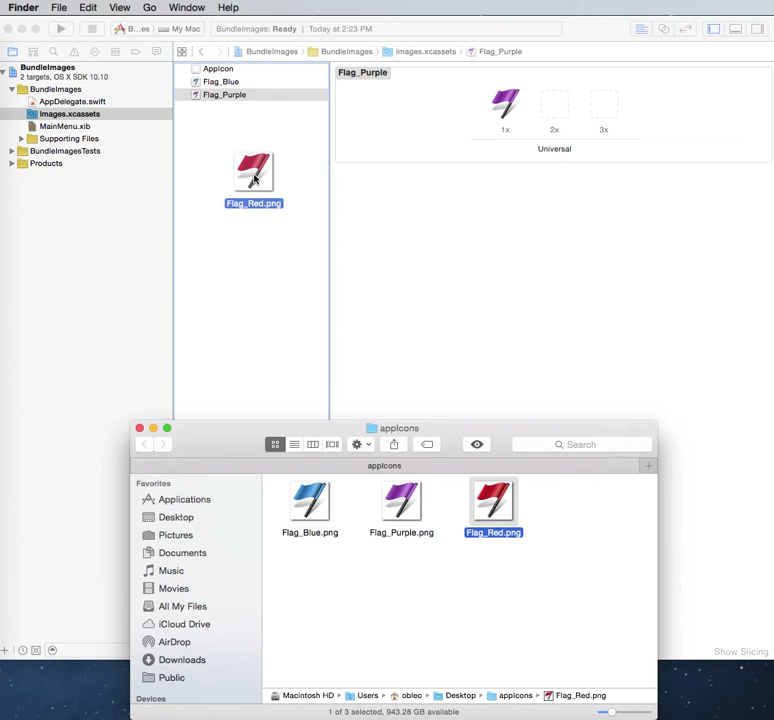 Finder File Edit View Go Window Help
B...es My Mac BundleImages: Ready | Today at 2:23 PM
BundleImages BundleImages Images.xcassets Flag_Purple
BundleImages
2 targets, OS X SDK 10.10
BundleImages
AppDelegate.swift
Images.xcassets
MainMenu.xib
Supporting Files
BundleImagesTests
Products
AppIcon
Flag_Blue
Flag_Purple
Flag_Red.png
Flag_Purple
1x 2x 3x
Universal
Show Slicing
appIcons
Search
appIcons
Favorites
Applications
Desktop
Pictures
Documents
Music
Movies
All My Files
iCloud Drive
AirDrop
Downloads
Public
Devices
Flag_Blue.png Flag_Purple.png Flag_Red.png
Macintosh HD Users obleo Desktop appIcons Flag_Red.png
1 of 3 selected, 943.28 GB available